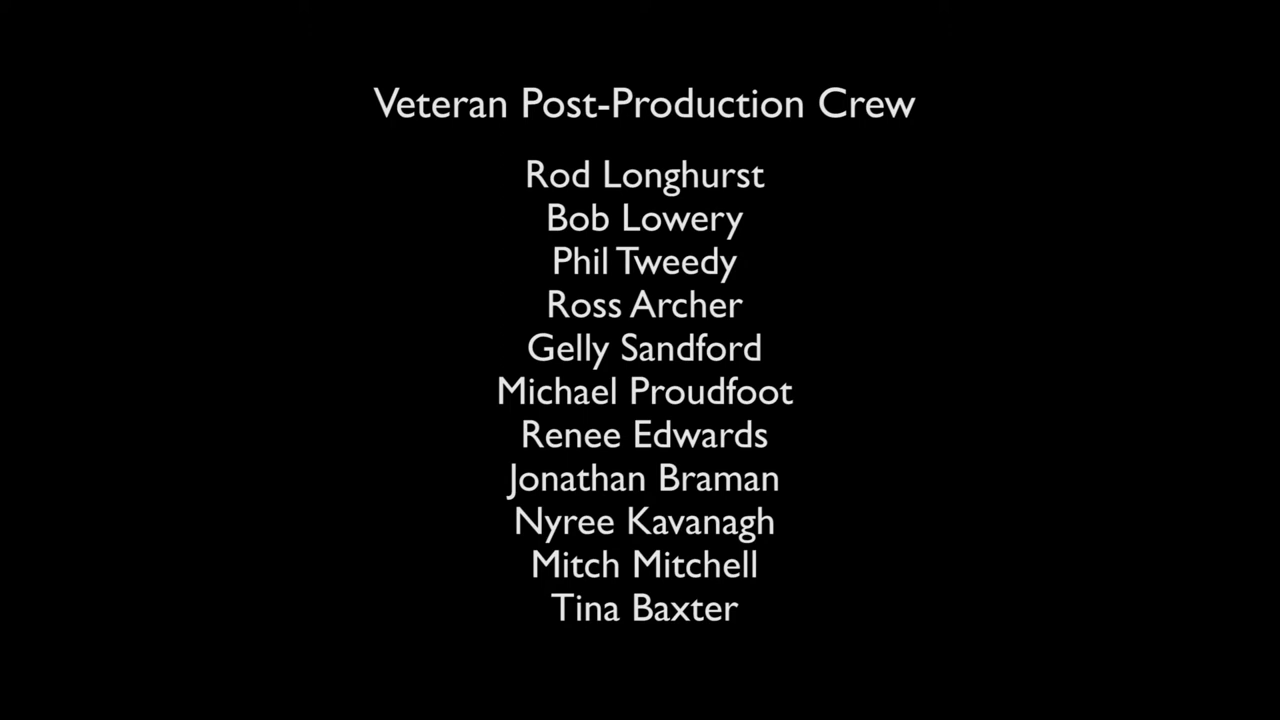 Veteran Post-Production Crew
Rod Longhurst
Bob Lowery
Phil Tweedy
Ross Archer
Gelly Sandford
Michael Proudfoot
Renee Edwards
Jonathan Braman
Nyree Kavanagh
Mitch Mitchell
Tina Baxter